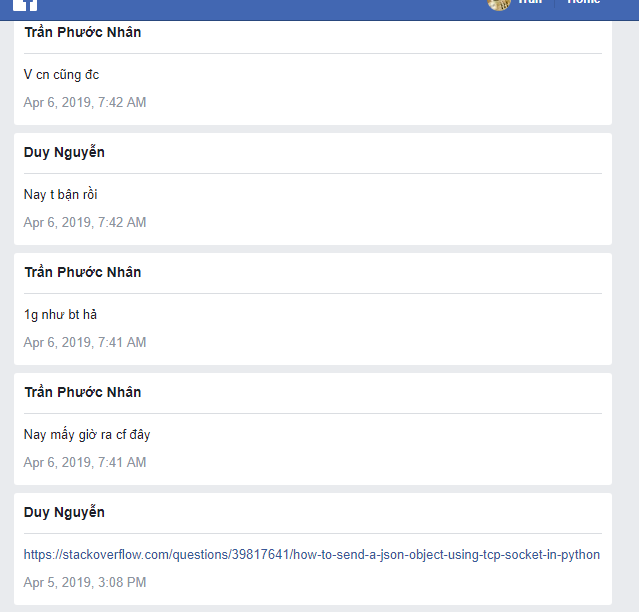 Trần Home
Trần Phước Nhân
V cn cũng đc
Apr 6, 2019, 7:42 AM
Duy Nguyễn
Nay t bận rồi
Apr 6, 2019, 7:42 AM
Trần Phước Nhân
1g như bt hả
Apr 6, 2019, 7:41 AM
Trần Phước Nhân
Nay mấy giờ ra cf đây
Apr 6, 2019, 7:41 AM
Duy Nguyễn
https://stackoverflow.com/questions/39817641/how-to-send-a-json-object-using-tcp-socket-in-python
Apr 5, 2019, 3:08 PM